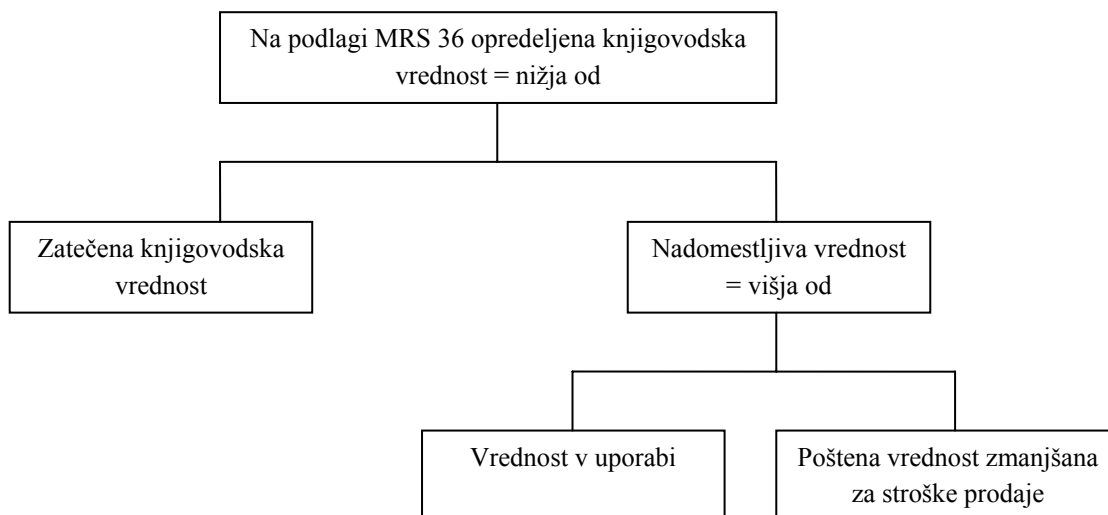 Na podlagi MRS 36 opredeljena knjigovodska
vrednost = nižja od
Zatečena knjigovodska
vrednost
Nadomestljiva vrednost
= višja od
Vrednost v uporabi
Poštena vrednost zmanjšana
za stroške prodaje